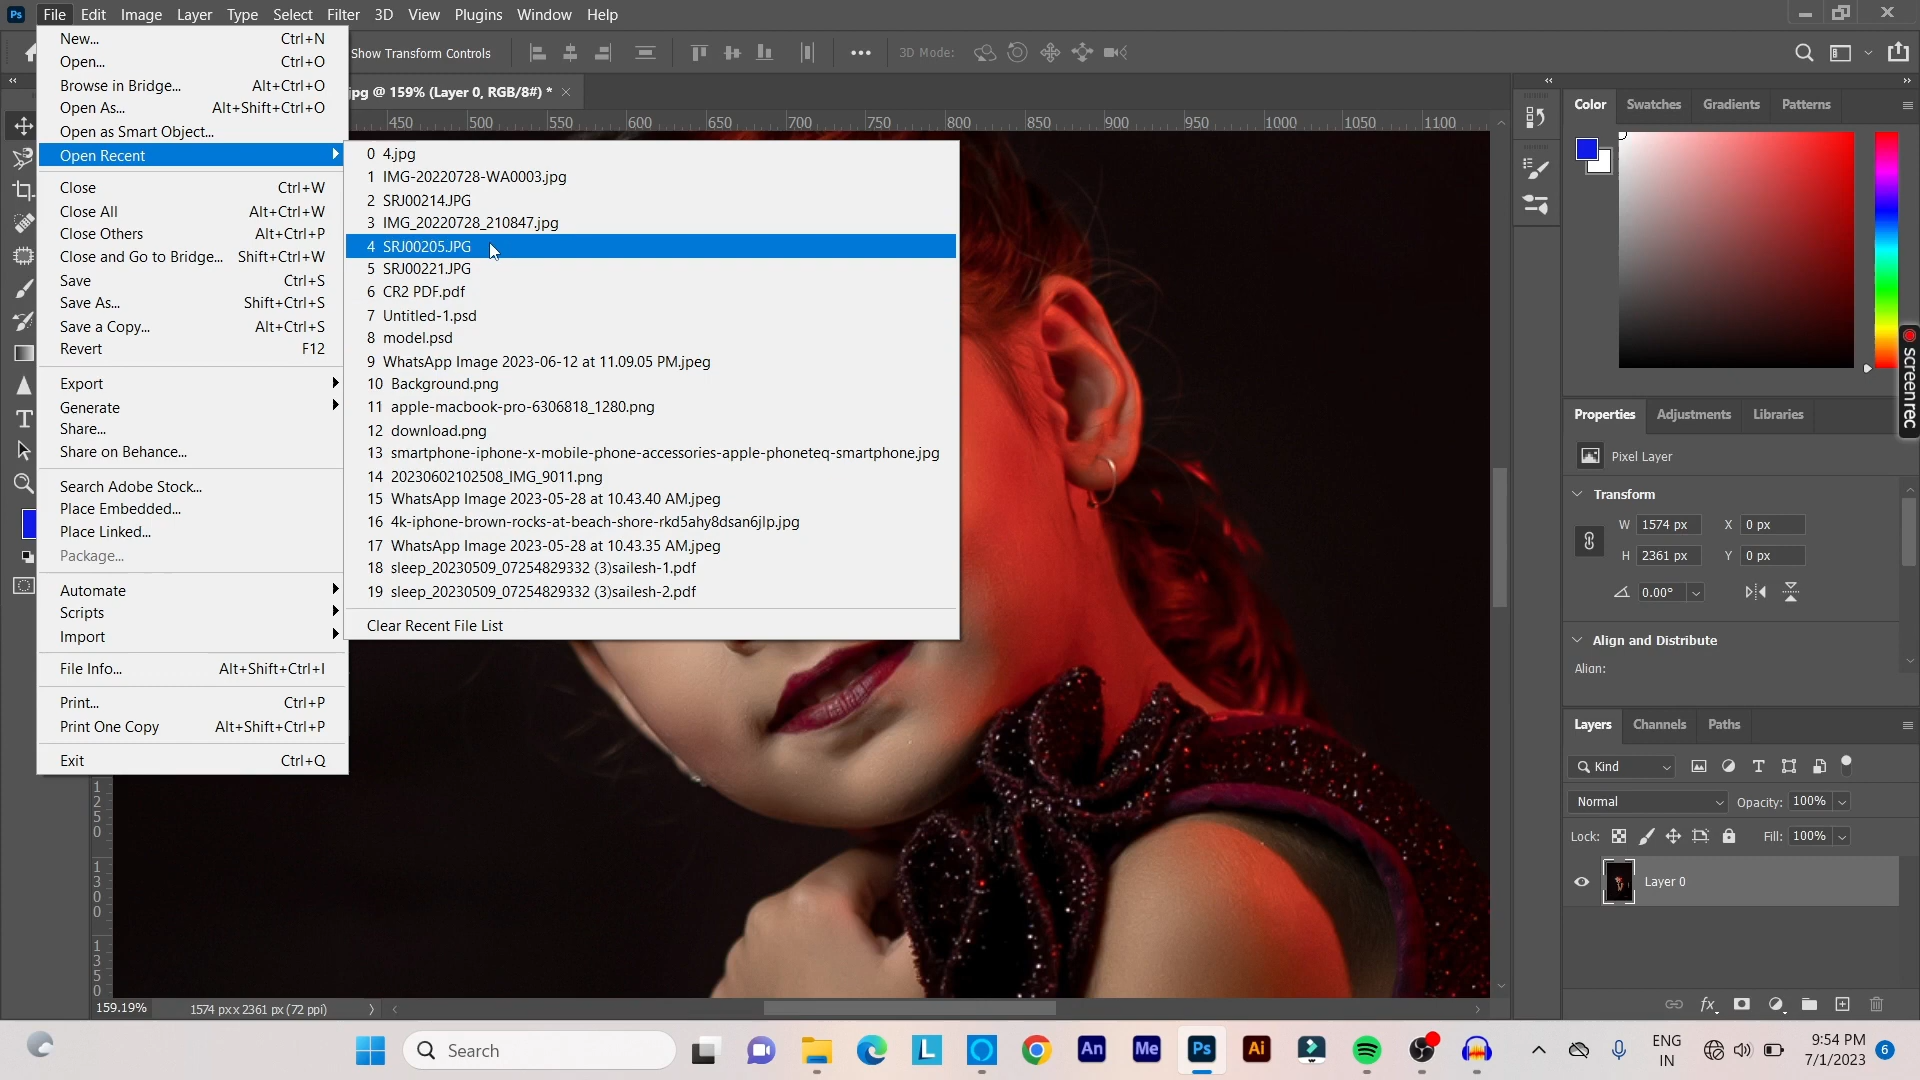 Ps File Edit Image Layer Type Select Filter 3D View Plugins Window Help
Show Transform Controls
3D Mode:
jpg @ 159% (Layer 0, RGB/8#) *
450 500 550 600 650 700 750 800 850 900 950 1000 1050 1100
New... Ctrl+N
Open... Ctrl+O
Browse in Bridge... Alt+Ctrl+O
Open As... Alt+Shift+Ctrl+O
Open as Smart Object...
Open Recent
Close Ctrl+W
Close All Alt+Ctrl+W
Close Others Alt+Ctrl+P
Close and Go to Bridge... Shift+Ctrl+W
Save Ctrl+S
Save As... Shift+Ctrl+S
Save a Copy... Alt+Ctrl+S
Revert F12
Export
Generate
Share...
Share on Behance...
Search Adobe Stock...
Place Embedded...
Place Linked...
Package...
Automate
Scripts
Import
File Info... Alt+Shift+Ctrl+I
Print... Ctrl+P
Print One Copy Alt+Shift+Ctrl+P
Exit Ctrl+Q
0 4.jpg
1 IMG-20220728-WA0003.jpg
2 SRJ00214.JPG
3 IMG_20220728_210847.jpg
4 SRJ00205.JPG
5 SRJ00221.JPG
6 CR2 PDF.pdf
7 Untitled-1.psd
8 model.psd
9 WhatsApp Image 2023-06-12 at 11.09.05 PM.jpeg
10 Background.png
11 apple-macbook-pro-6306818_1280.png
12 download.png
13 smartphone-iphone-x-mobile-phone-accessories-apple-phoneteq-smartphone.jpg
14 20230602102508_IMG_9011.png
15 WhatsApp Image 2023-05-28 at 10.43.40 AM.jpeg
16 4k-iphone-brown-rocks-at-beach-shore-rkd5ahy8dsan6jlp.jpg
17 WhatsApp Image 2023-05-28 at 10.43.35 AM.jpeg
18 sleep_20230509_07254829332 (3)sailesh-1.pdf
19 sleep_20230509_07254829332 (3)sailesh-2.pdf
Clear Recent File List
1250
1300
1350
159.19% 1574 px x 2361 px (72 ppi)
Color Swatches Gradients Patterns
screenrec
Properties Adjustments Libraries
Pixel Layer
Transform
W 1574 px X 0 px
H 2361 px Y 0 px
0.00°
Align and Distribute
Align:
Layers Channels Paths
Kind
Normal Opacity: 100%
Lock: Fill: 100%
Layer 0
fx
Search
L An Me Ps Ai
ENG
IN
9:54 PM
7/1/2023
6